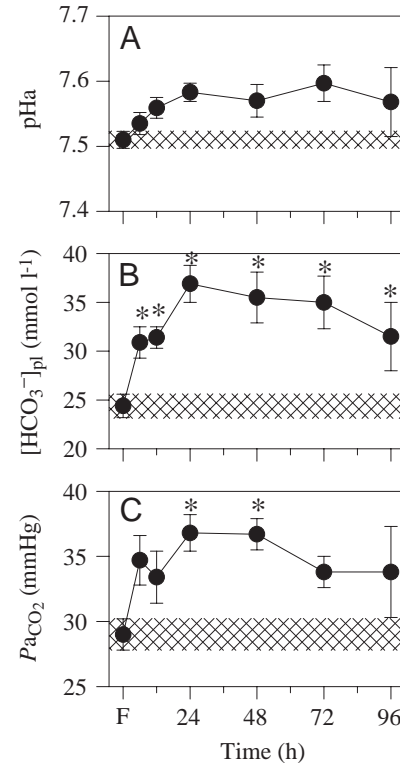 7.7
A
7.6
pHa
7.5
7.4
40
B
* * * * * *
35
[HCO₃⁻]pl (mmol l⁻¹)
30
25
20
40
C
* *
35
PaCO₂ (mmHg)
30
25
F 24 48 72 96
Time (h)